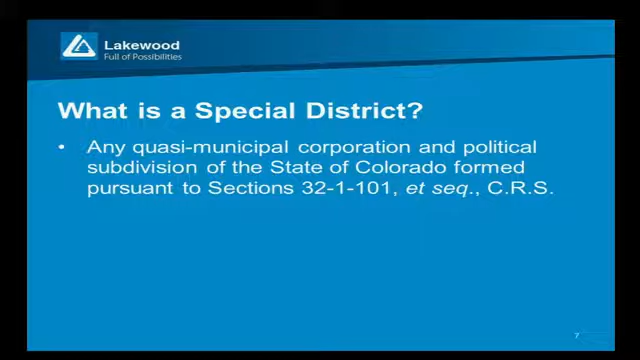 Lakewood
Full of Possibilities
What is a Special District?
• Any quasi-municipal corporation and political
subdivision of the State of Colorado formed
pursuant to Sections 32-1-101, et seq., C.R.S.
7